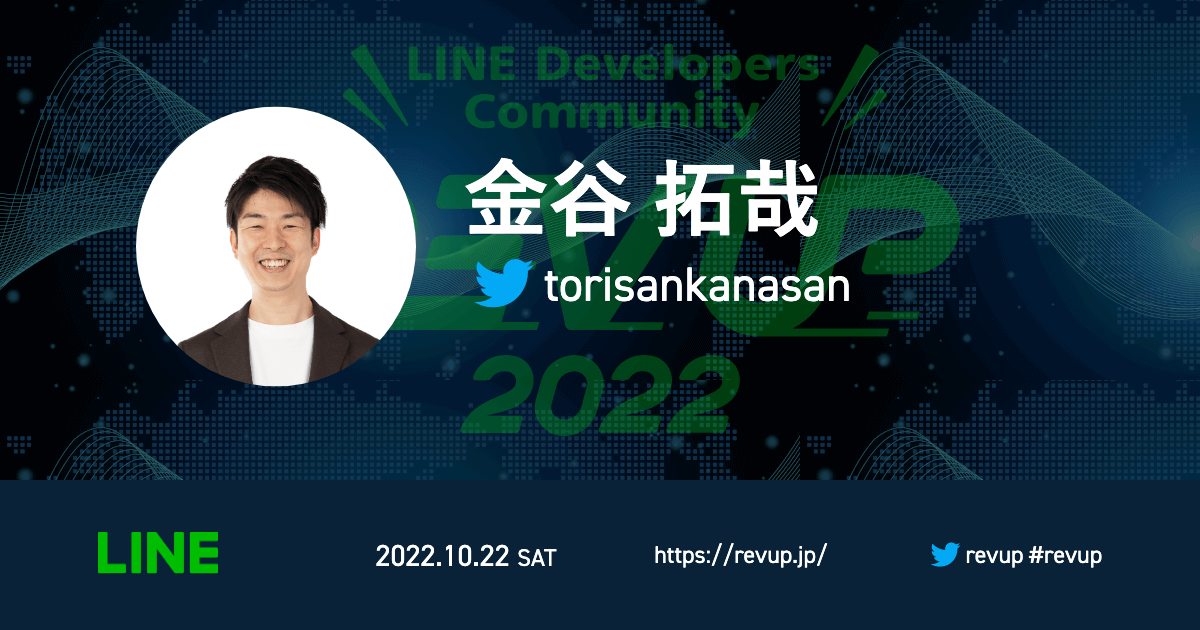 LINE Developers
Community
REVUP
2022
金谷 拓哉
torisankanasan
LINE
2022.10.22 SAT
https://revup.jp/
revup #revup